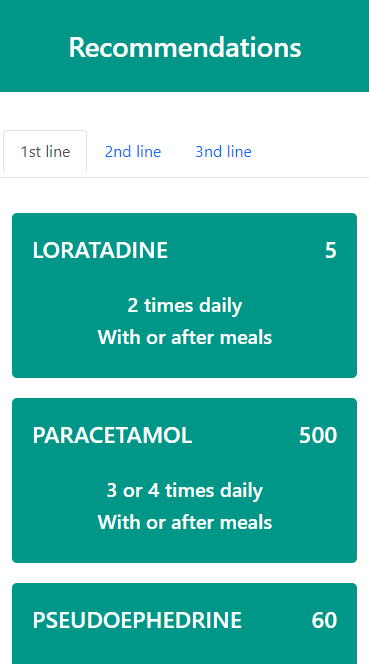 Recommendations
1st line 2nd line 3nd line
LORATADINE 5
2 times daily
With or after meals
PARACETAMOL 500
3 or 4 times daily
With or after meals
PSEUDOEPHEDRINE 60